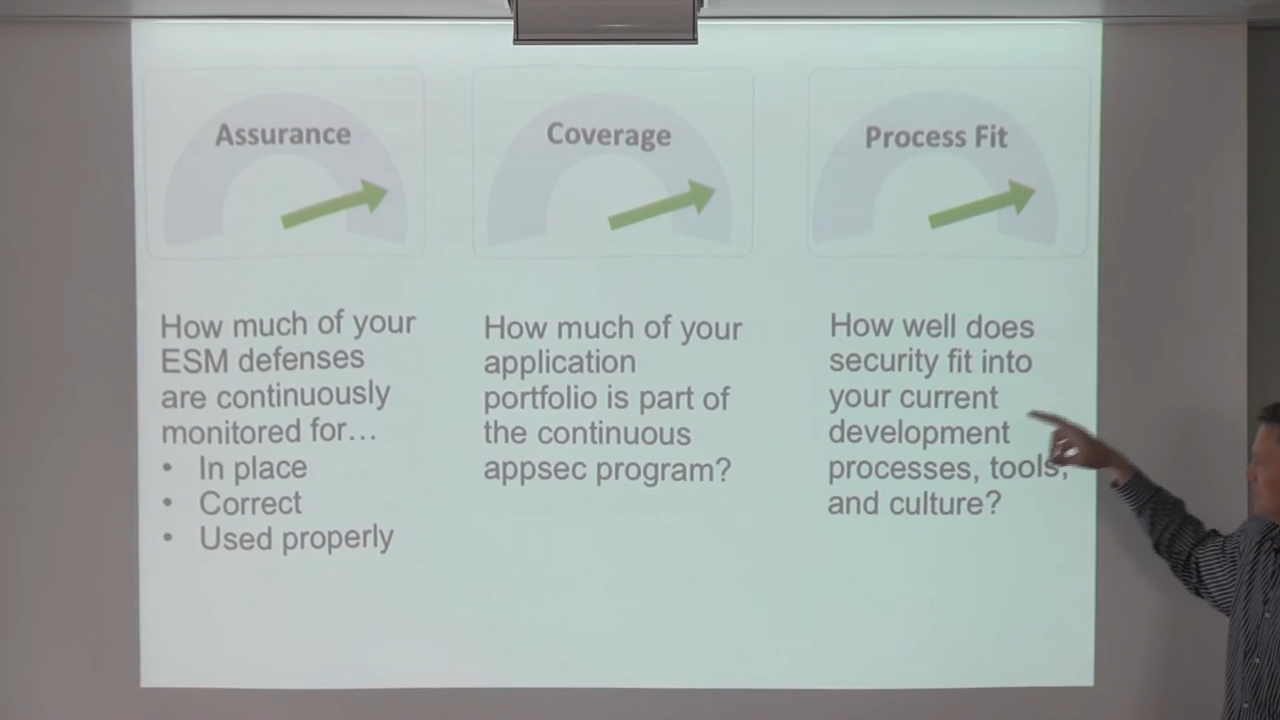 Assurance
How much of your
ESM defenses
are continuously
monitored for...
• In place
• Correct
• Used properly
Coverage
How much of your
application
portfolio is part of
the continuous
appsec program?
Process Fit
How well does
security fit into
your current
development
processes, tools,
and culture?